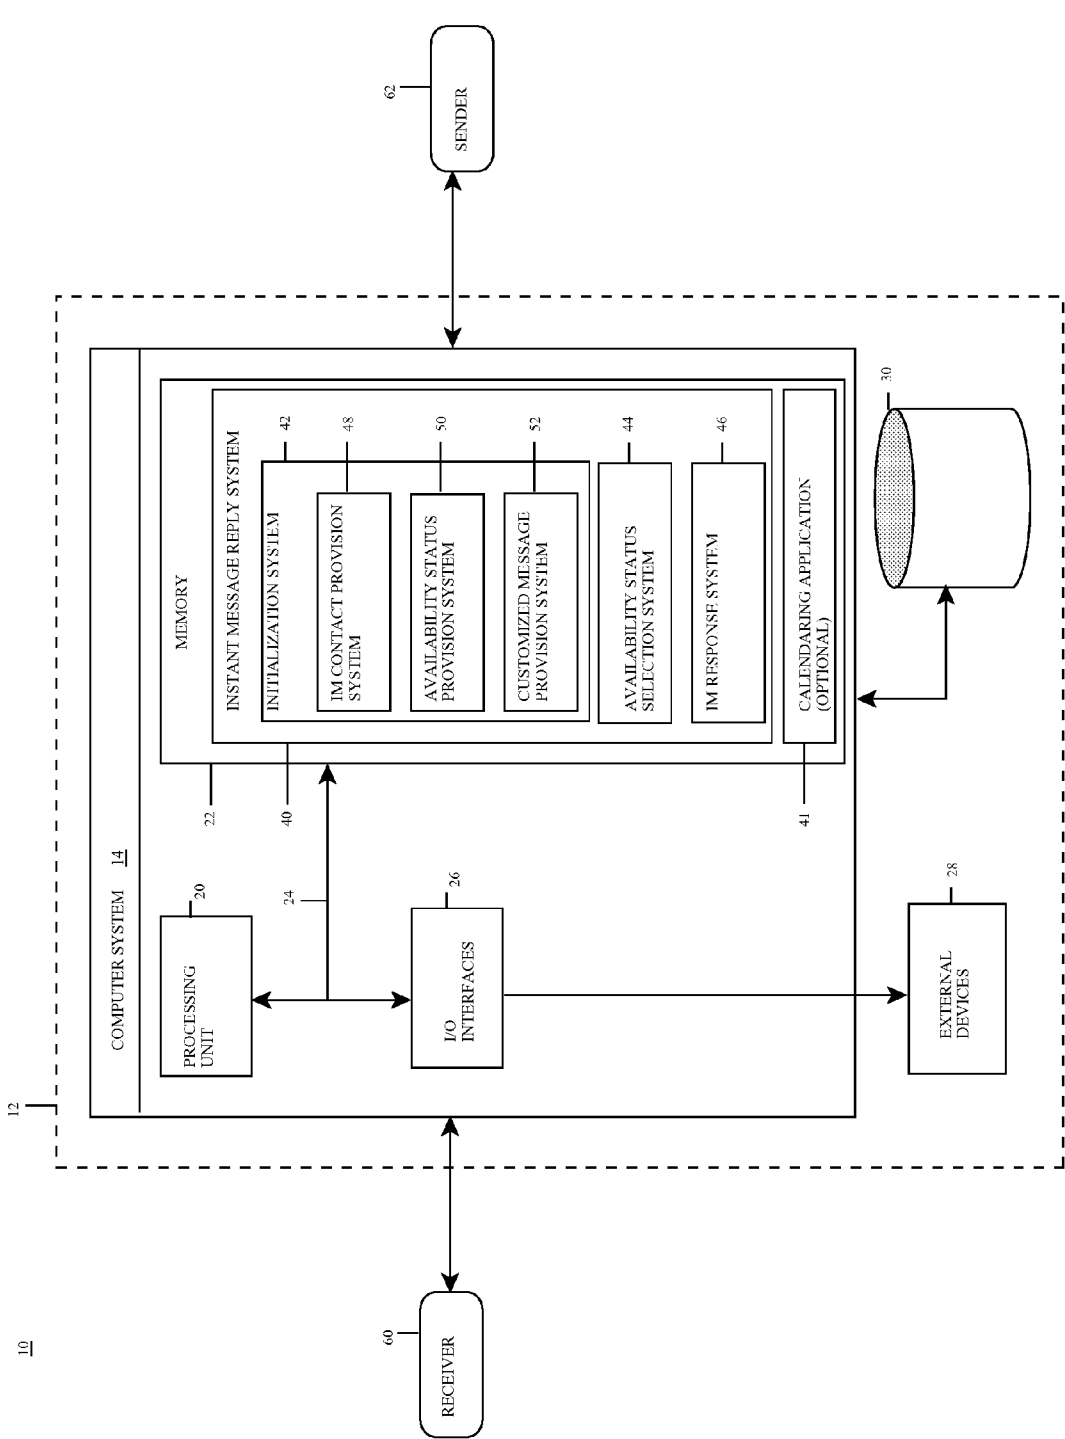 10
12
COMPUTER SYSTEM 14
PROCESSING
UNIT
20
24
I/O
INTERFACES
26
22
MEMORY
40
INSTANT MESSAGE REPLY SYSTEM
INITIALIZATION SYSTEM
42
IM CONTACT PROVISION
SYSTEM
48
AVAILABILITY STATUS
PROVISION SYSTEM
50
CUSTOMIZED MESSAGE
PROVISION SYSTEM
52
AVAILABILITY STATUS
SELECTION SYSTEM
44
IM RESPONSE SYSTEM
46
CALENDARING APPLICATION
(OPTIONAL)
41
EXTERNAL
DEVICES
28
30
RECEIVER
60
SENDER
62